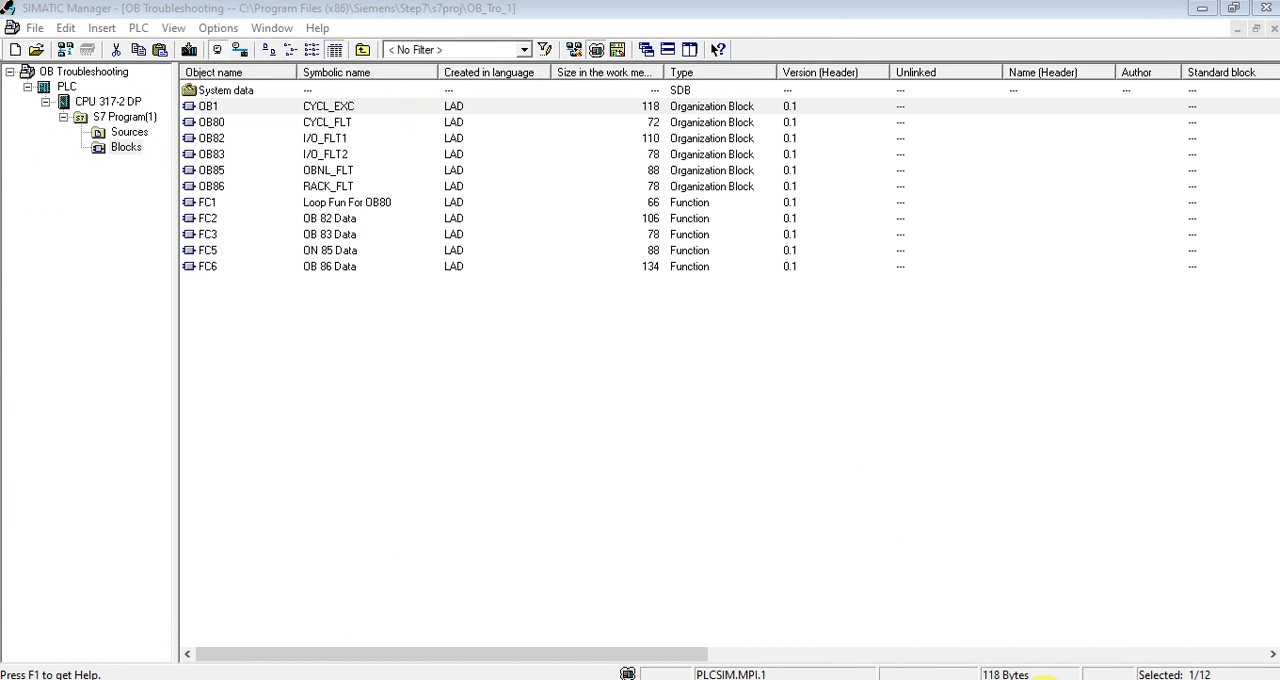 SIMATIC Manager - [OB Troubleshooting -- C:\Program Files (x86)\Siemens\Step7\s7proj\OB_Tro_1]
File Edit Insert PLC View Options Window Help
< No Filter >
OB Troubleshooting
PLC
CPU 317-2 DP
S7 Program(1)
Sources
Blocks
Object name Symbolic name Created in language Size in the work me... Type Version (Header) Unlinked Name (Header) Author Standard block
System data --- --- --- SDB --- --- --- --- ---
OB1 CYCL_EXC LAD 118 Organization Block 0.1 --- ---
OB80 CYCL_FLT LAD 72 Organization Block 0.1 --- ---
OB82 I/O_FLT1 LAD 110 Organization Block 0.1 --- ---
OB83 I/O_FLT2 LAD 78 Organization Block 0.1 --- ---
OB85 OBNL_FLT LAD 88 Organization Block 0.1 --- ---
OB86 RACK_FLT LAD 78 Organization Block 0.1 --- ---
FC1 Loop Fun For OB80 LAD 66 Function 0.1 --- ---
FC2 OB 82 Data LAD 106 Function 0.1 --- ---
FC3 OB 83 Data LAD 78 Function 0.1 --- ---
FC5 ON 85 Data LAD 88 Function 0.1 --- ---
FC6 OB 86 Data LAD 134 Function 0.1 --- ---
Press F1 to get Help. PLCSIM.MPI.1 118 Bytes Selected: 1/12